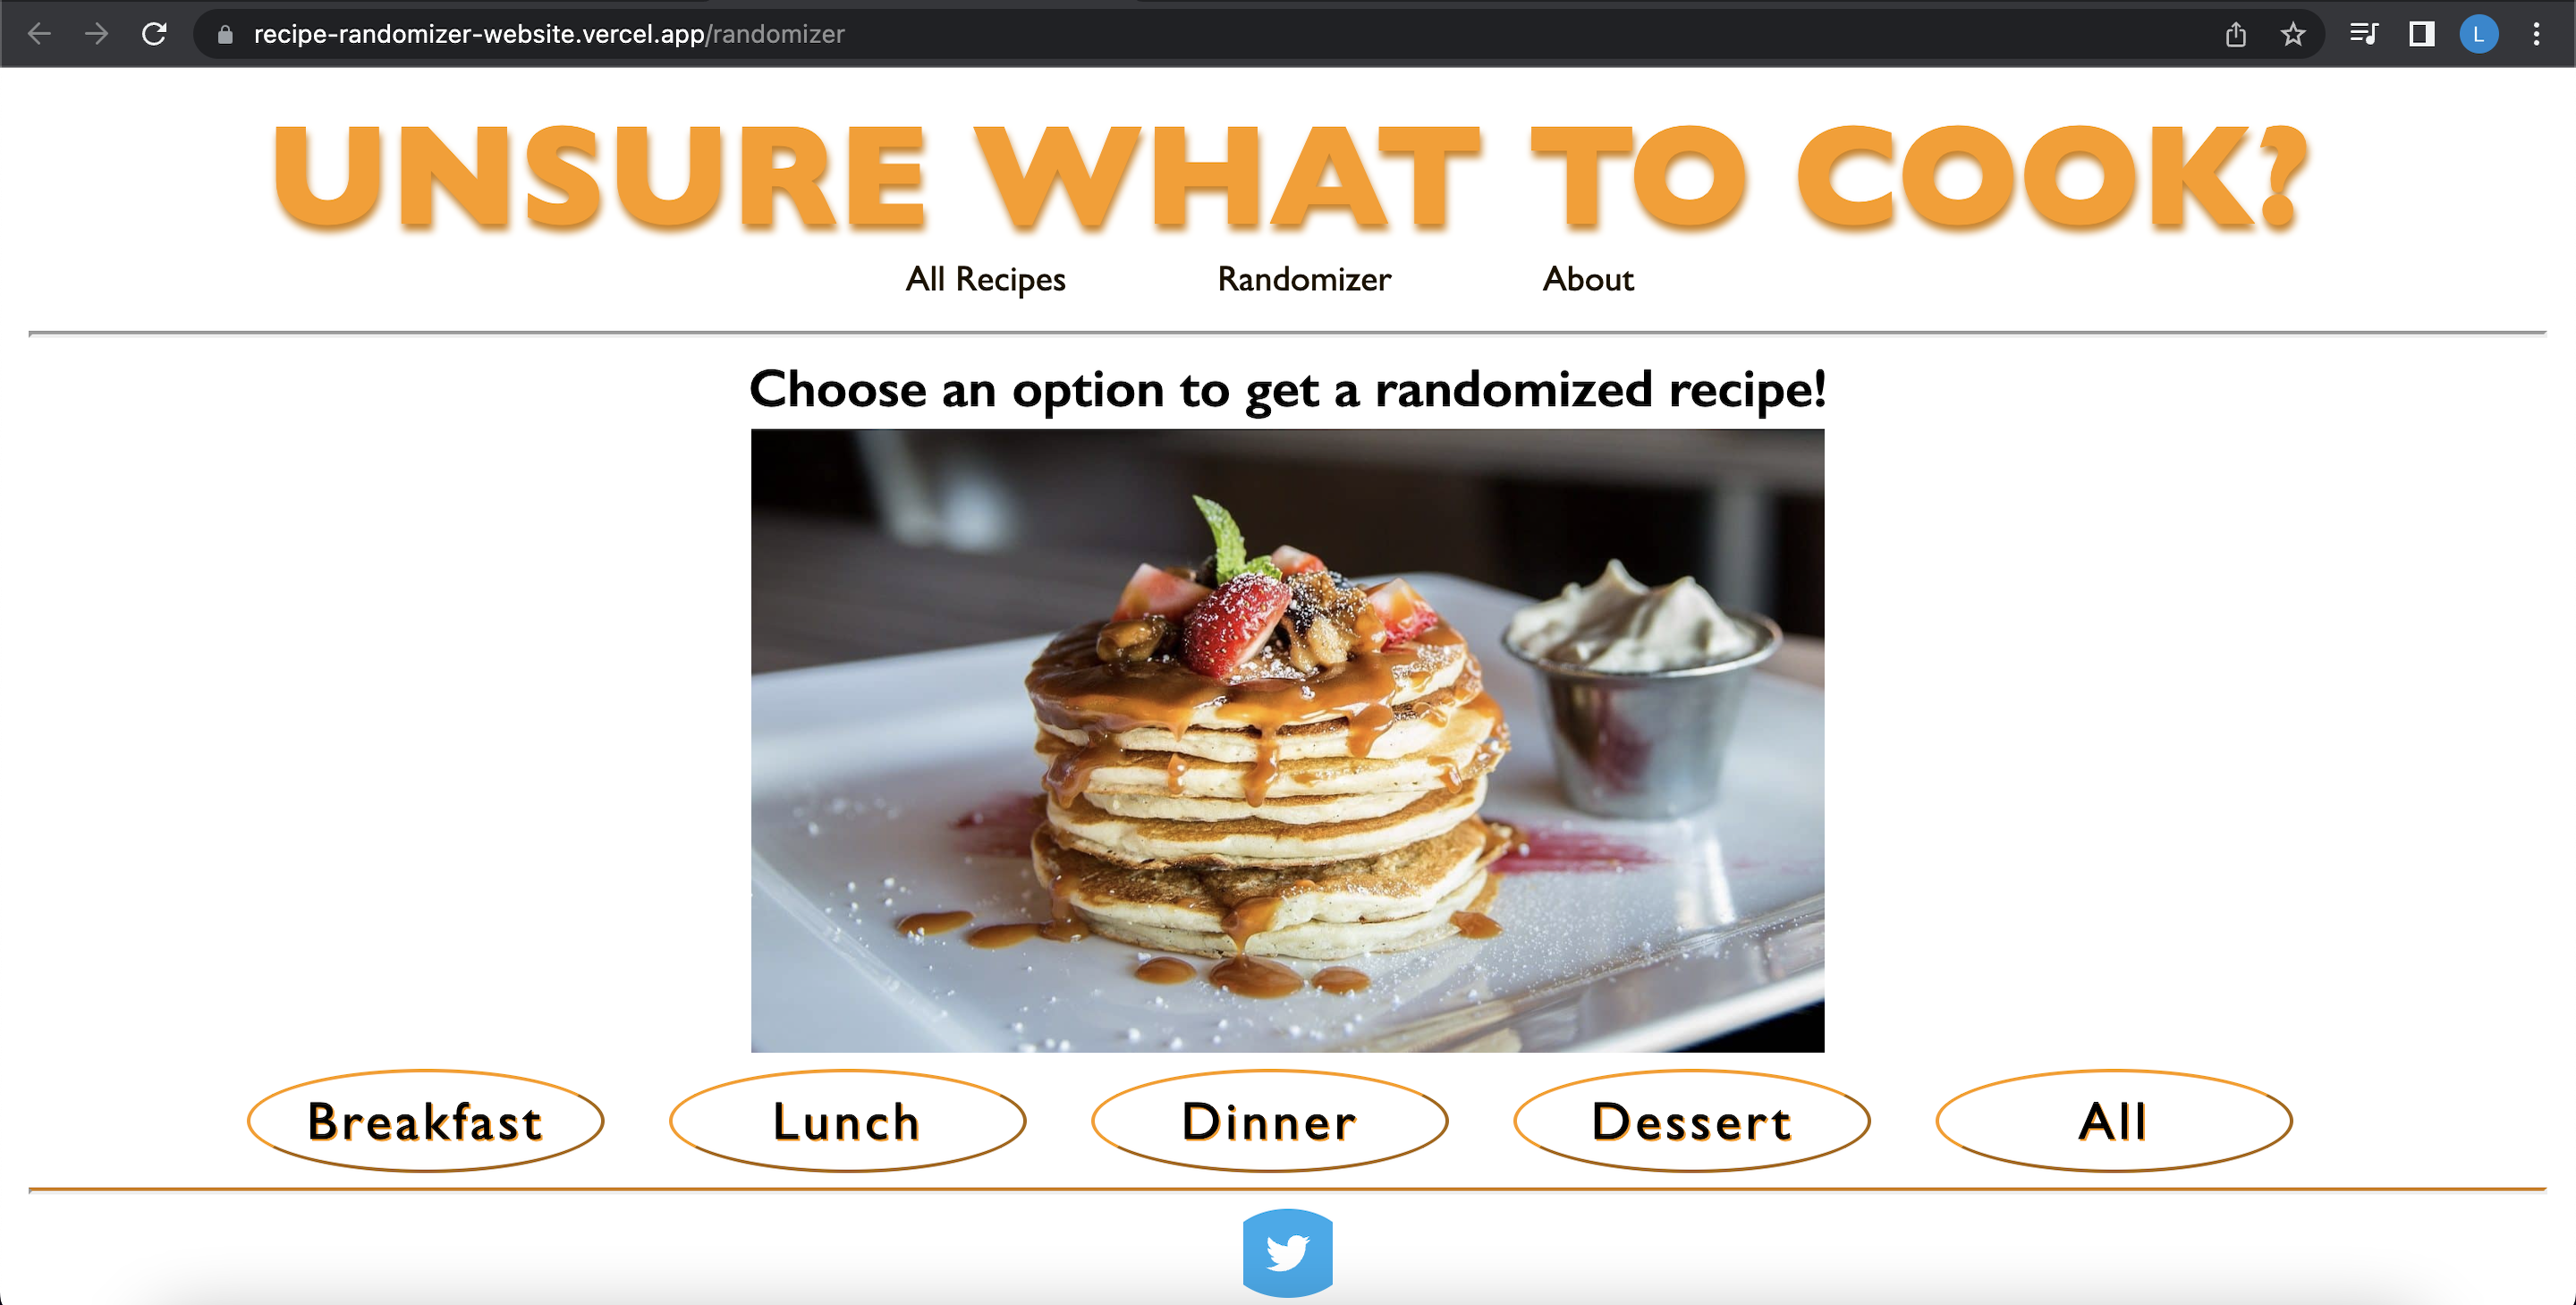 recipe-randomizer-website.vercel.app/randomizer
L
UNSURE WHAT TO COOK?
All Recipes Randomizer About
Choose an option to get a randomized recipe!
Breakfast Lunch Dinner Dessert All